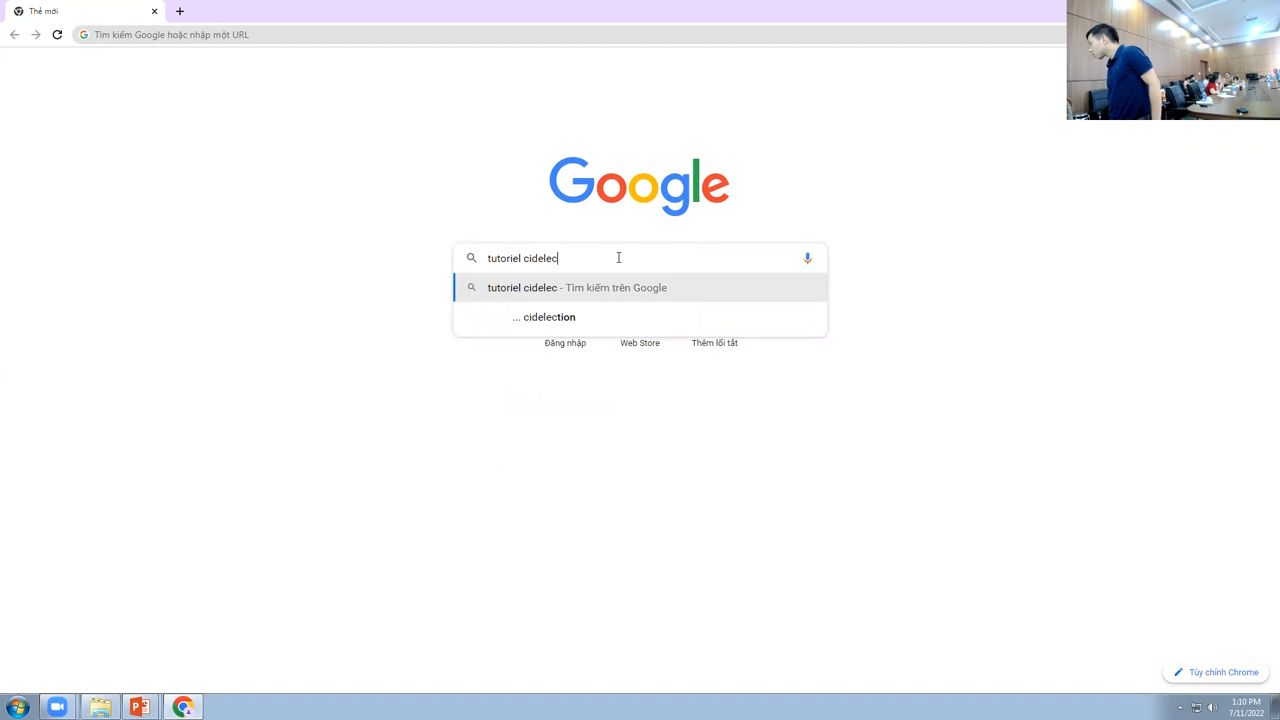 Thẻ mới
Tìm kiếm Google hoặc nhập một URL
Google
tutoriel cidelec
tutoriel cidelec - Tìm kiếm trên Google
... cidelection
Đăng nhập
Web Store
Thêm lối tắt
Tùy chỉnh Chrome
1:10 PM
7/11/2022